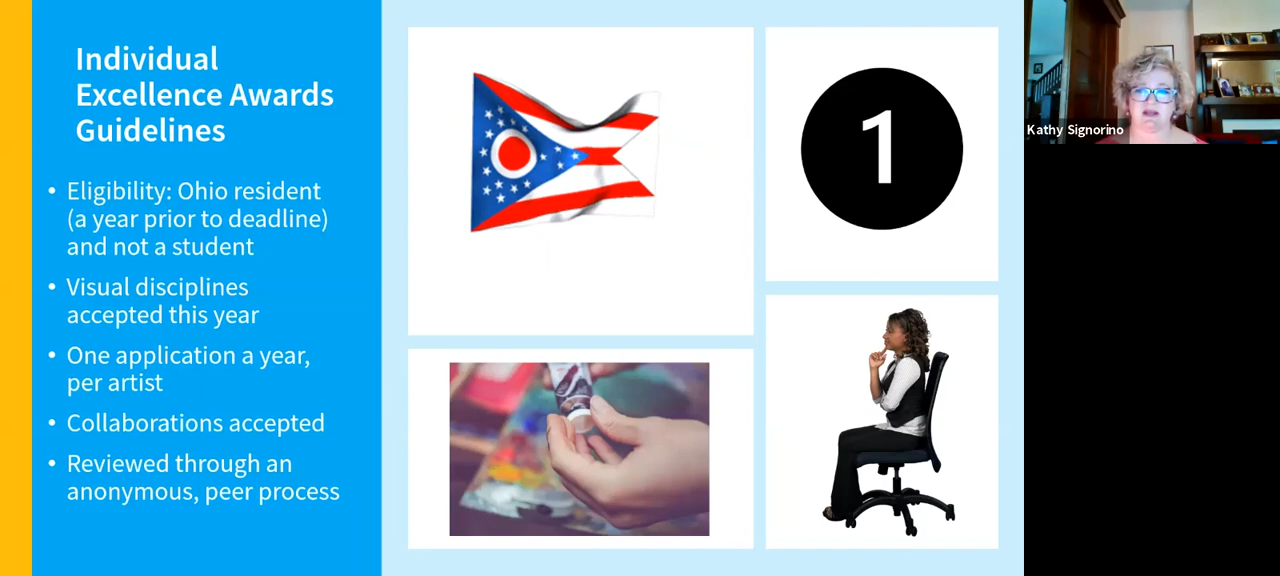 Individual
Excellence Awards
Guidelines
• Eligibility: Ohio resident
(a year prior to deadline)
and not a student
• Visual disciplines
accepted this year
• One application a year,
per artist
• Collaborations accepted
• Reviewed through an
anonymous, peer process
1
Kathy Signorino